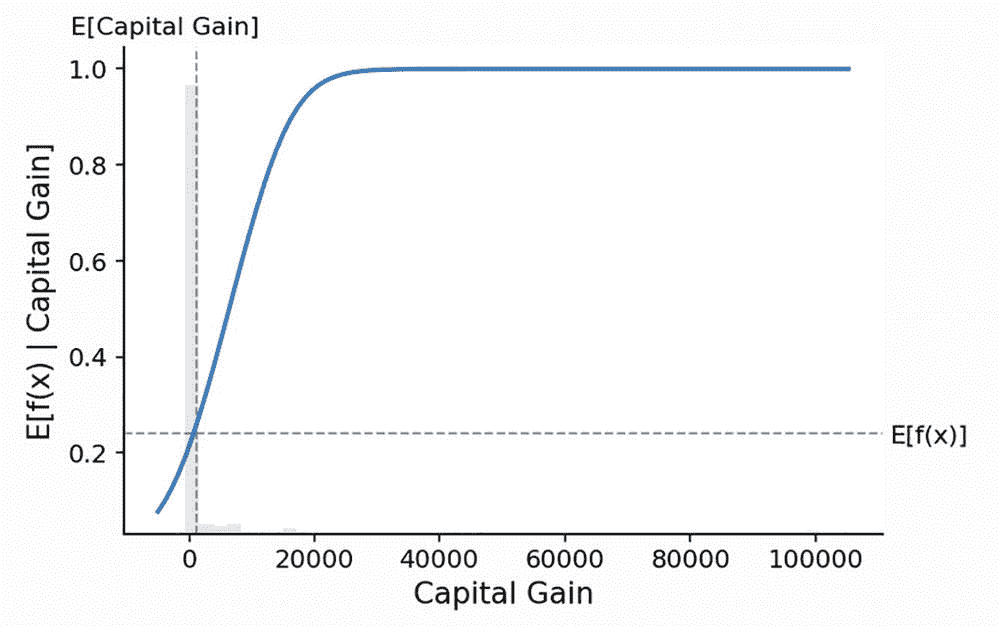 E[Capital Gain]
1.0
0.8
0.6
0.4
0.2
E[f(x) | Capital Gain]
E[f(x)]
0 20000 40000 60000 80000 100000
Capital Gain